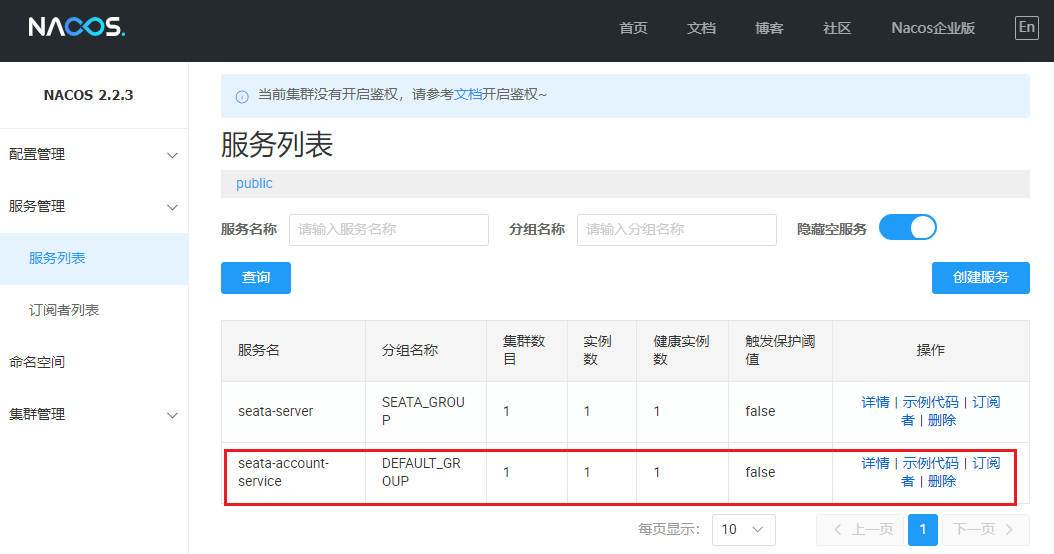 NACOS.
首页
文档
博客
社区
Nacos企业版
En
NACOS 2.2.3
配置管理
服务管理
服务列表
订阅者列表
命名空间
集群管理
当前集群没有开启鉴权，请参考文档开启鉴权~
服务列表
public
服务名称
请输入服务名称
分组名称
请输入分组名称
隐藏空服务
查询
创建服务
服务名
分组名称
集群数
目
实例
数
健康实例
数
触发保护阈
值
操作
seata-server
SEATA_GROU
P
1
1
1
false
详情 | 示例代码 | 订阅
者 | 删除
seata-account-
service
DEFAULT_GR
OUP
1
1
1
false
详情 | 示例代码 | 订阅
者 | 删除
每页显示：
10
上一页
1
下一页